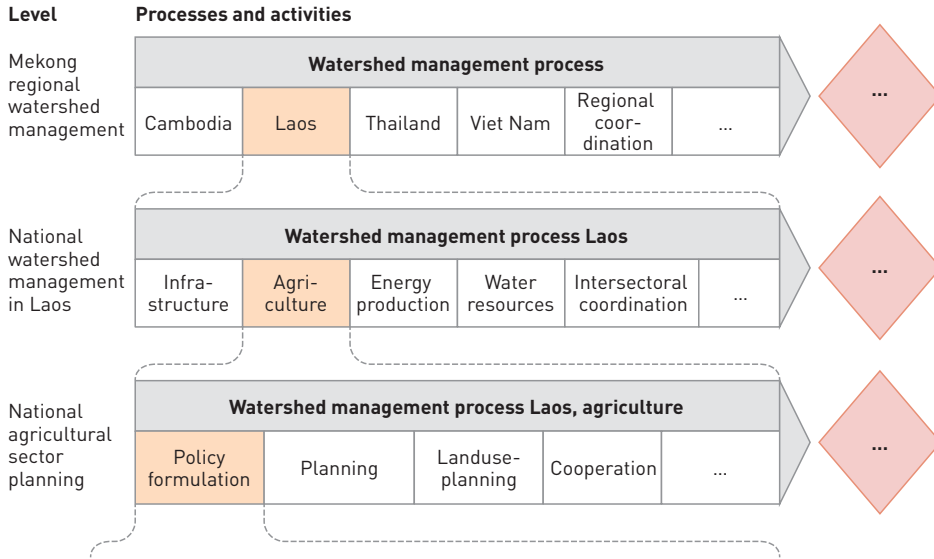 Level Processes and activities
Mekong
regional
watershed
management
Watershed management process
Cambodia
Laos
Thailand
Viet Nam
Regional
coor-
dination
...
...
National
watershed
management
in Laos
Watershed management process Laos
Infra-
structure
Agri-
culture
Energy
production
Water
resources
Intersectoral
coordination
...
...
National
agricultural
sector
planning
Watershed management process Laos, agriculture
Policy
formulation
Planning
Landuse-
planning
Cooperation
...
...